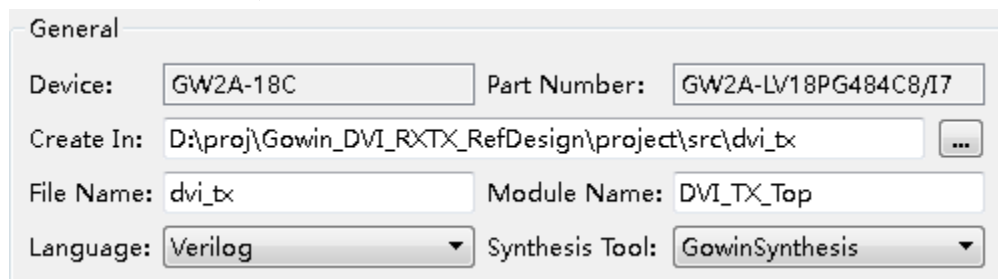 General
Device: GW2A-18C Part Number: GW2A-LV18PG484C8/I7
Create In: D:\proj\Gowin_DVI_RXTX_RefDesign\project\src\dvi_tx ...
File Name: dvi_tx Module Name: DVI_TX_Top
Language: Verilog Synthesis Tool: GowinSynthesis